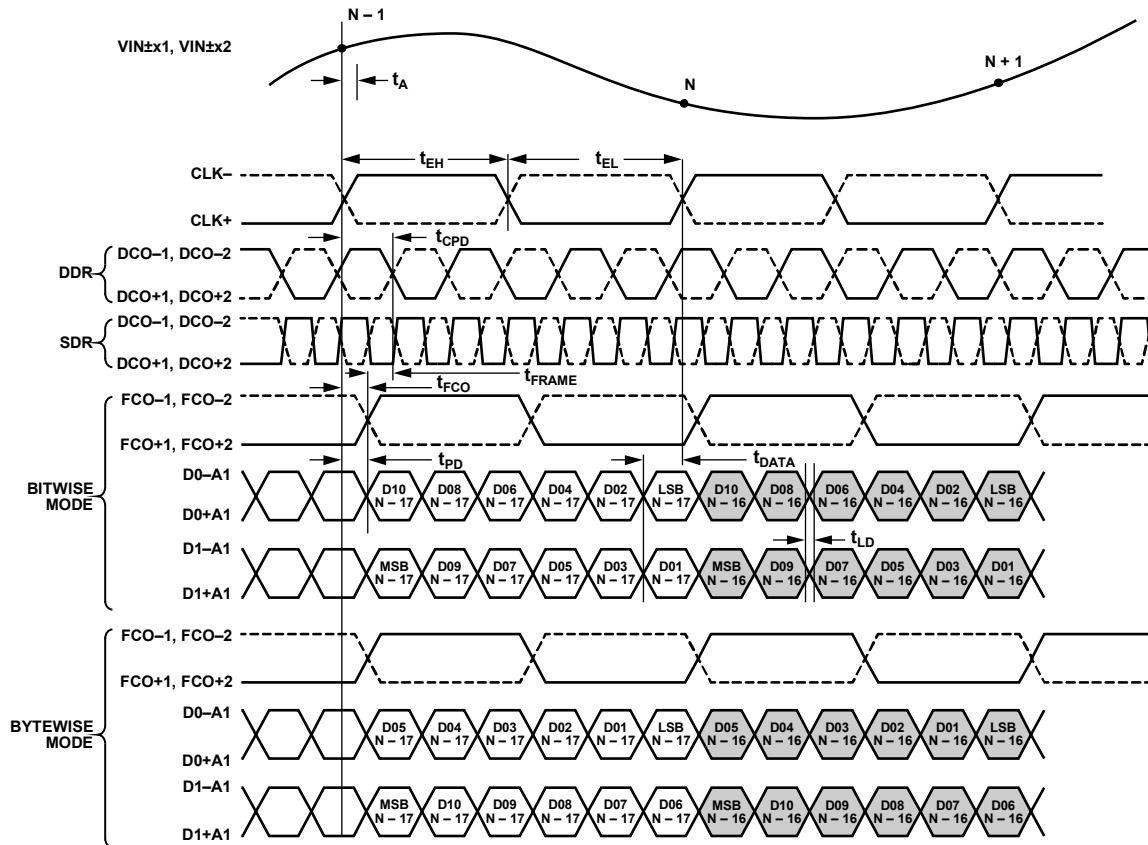 N – 1
VIN±x1, VIN±x2
tA
N
N + 1
tEH
tEL
CLK–
CLK+
tCPD
DDR
DCO–1, DCO–2
DCO+1, DCO+2
SDR
DCO–1, DCO–2
DCO+1, DCO+2
tFCO
tFRAME
BITWISE
MODE
FCO–1, FCO–2
FCO+1, FCO+2
tPD
tDATA
D0–A1
D10 D08 D06 D04 D02 LSB D10 D08 D06 D04 D02 LSB
N – 17 N – 17 N – 17 N – 17 N – 17 N – 17 N – 16 N – 16 N – 16 N – 16 N – 16 N – 16
D0+A1
tLD
D1–A1
MSB D09 D07 D05 D03 D01 MSB D09 D07 D05 D03 D01
N – 17 N – 17 N – 17 N – 17 N – 17 N – 17 N – 16 N – 16 N – 16 N – 16 N – 16 N – 16
D1+A1
BYTEWISE
MODE
FCO–1, FCO–2
FCO+1, FCO+2
D0–A1
D05 D04 D03 D02 D01 LSB D05 D04 D03 D02 D01 LSB
N – 17 N – 17 N – 17 N – 17 N – 17 N – 17 N – 16 N – 16 N – 16 N – 16 N – 16 N – 16
D0+A1
D1–A1
MSB D10 D09 D08 D07 D06 MSB D10 D09 D08 D07 D06
N – 17 N – 17 N – 17 N – 17 N – 17 N – 17 N – 16 N – 16 N – 16 N – 16 N – 16 N – 16
D1+A1